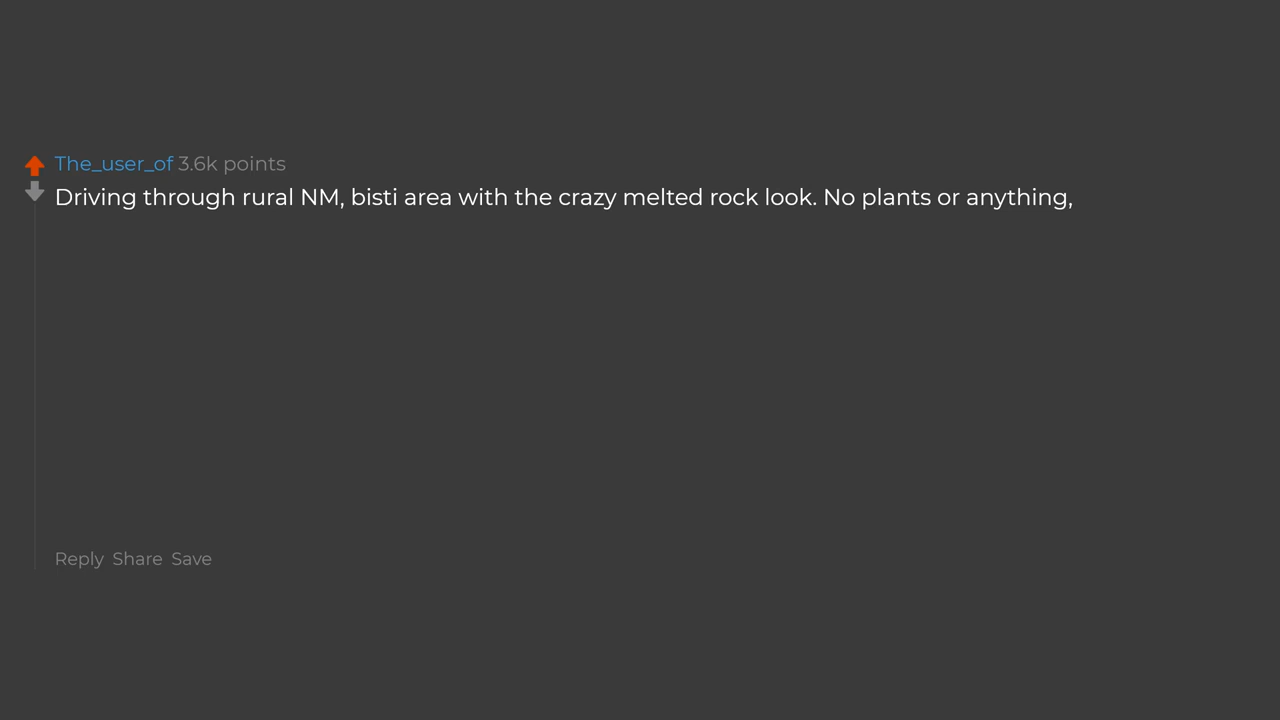 The_user_of 3.6k points
Driving through rural NM, bisti area with the crazy melted rock look. No plants or anything,
Reply Share Save